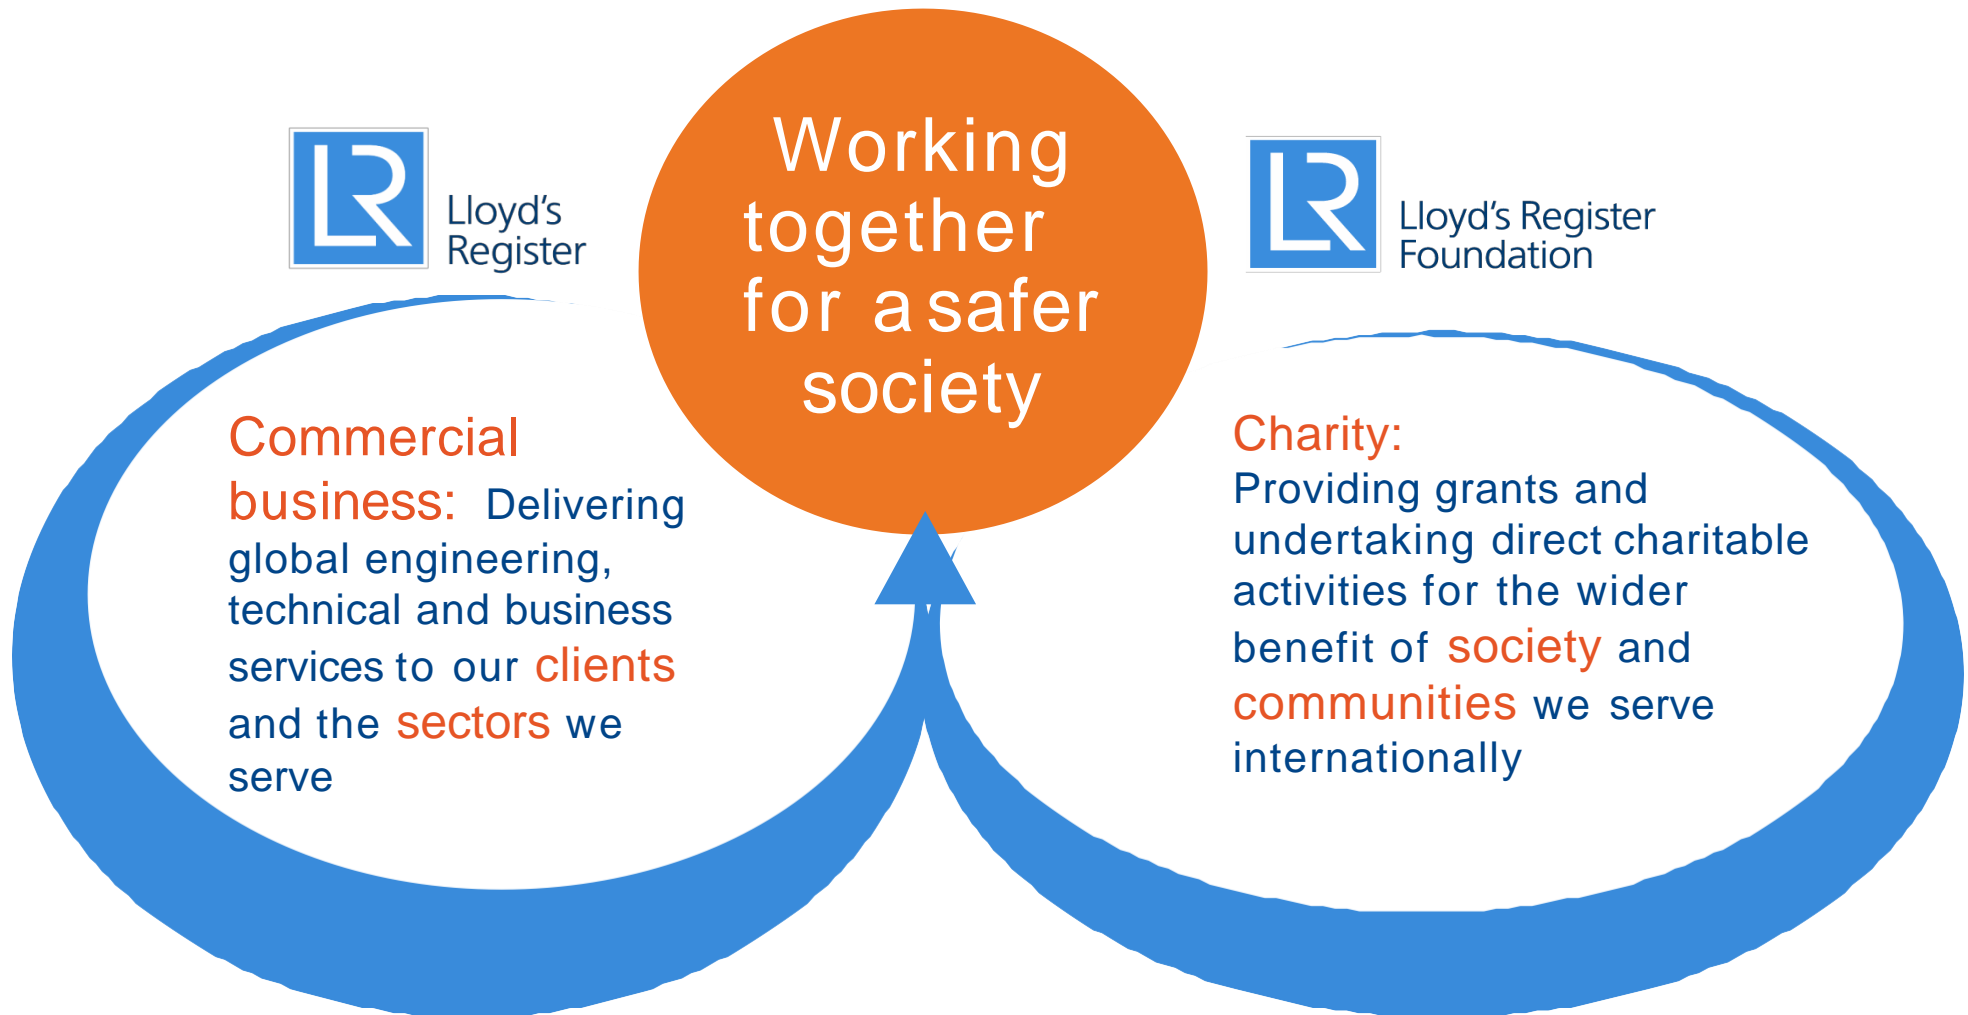 LR
Lloyd's
Register
Working
together
for a safer
society
LR
Lloyd's Register
Foundation
Commercial
business: Delivering
global engineering,
technical and business
services to our clients
and the sectors we
serve
Charity:
Providing grants and
undertaking direct charitable
activities for the wider
benefit of society and
communities we serve
internationally